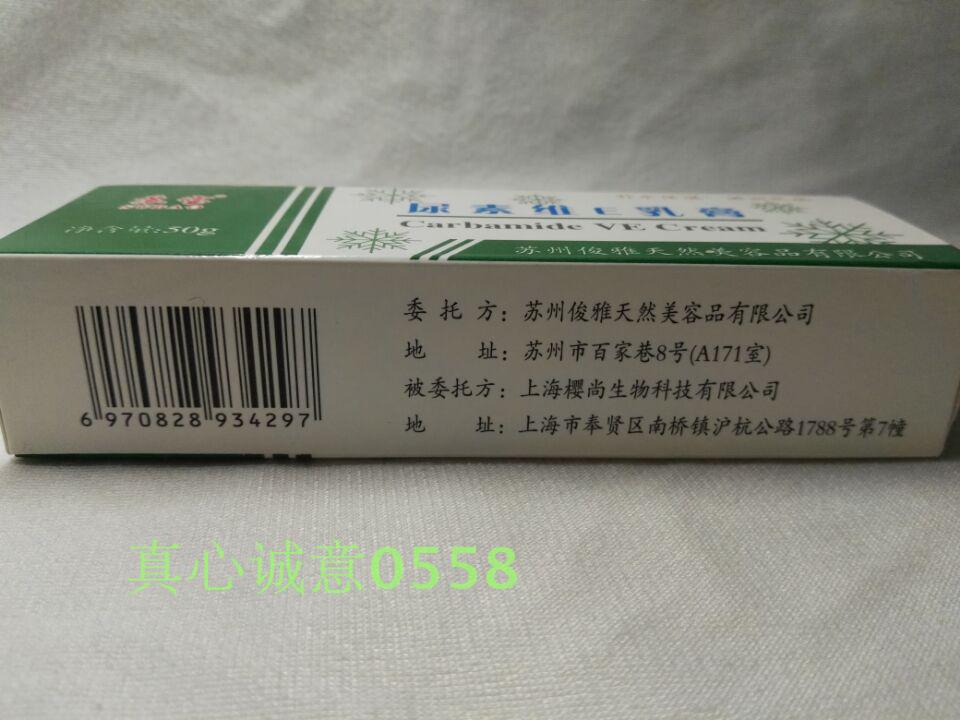 净含量:50g
尿素维E乳膏
Carbamide VE Cream
苏州俊雅天然美容品有限公司
委托方：苏州俊雅天然美容品有限公司
地址：苏州市百家巷8号(A171室)
被委托方：上海樱尚生物科技有限公司
地址：上海市奉贤区南桥镇沪杭公路1788号第7幢
6 970828 934297
真心诚意0558